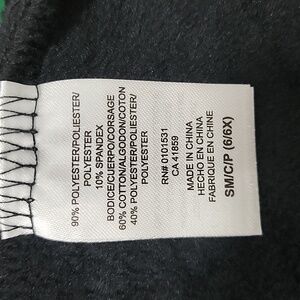 90% POLYESTER/POLIESTER/
POLYESTER
10% SPANDEX
BODICE/CUERPO/CORSAGE
60% COTTON/ALGODON/COTON
40% POLYESTER/POLIESTER/
POLYESTER
RN# 0101531
CA 41859
MADE IN CHINA
HECHO EN CHINA
FABRIQUE EN CHINE
SM/C/P (6/6X)